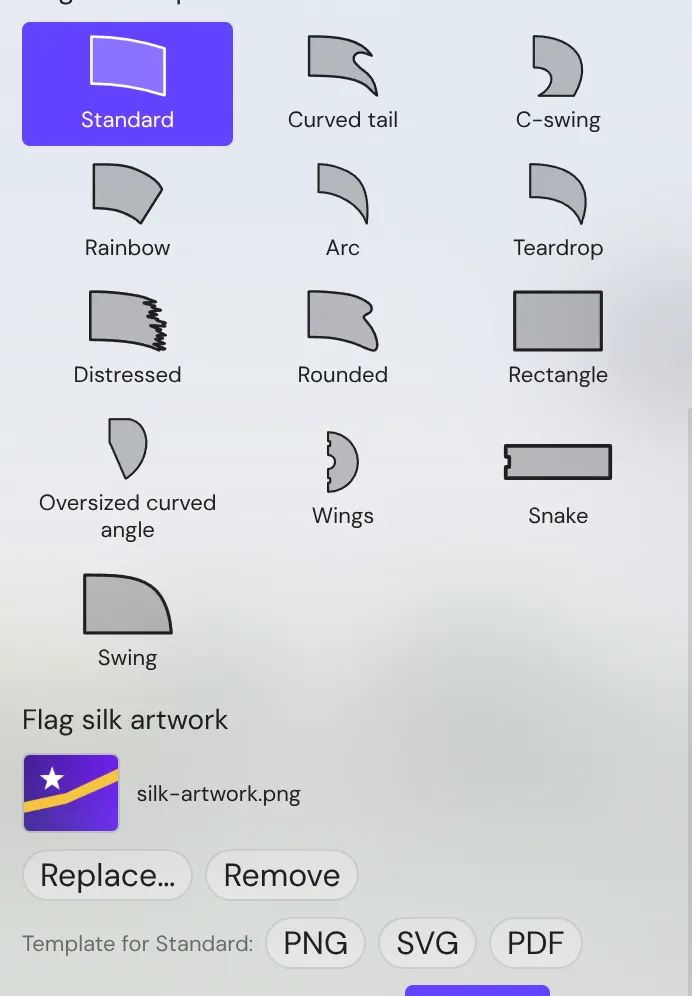 Standard
Curved tail
C-swing
Rainbow
Arc
Teardrop
Distressed
Rounded
Rectangle
Oversized curved
angle
Wings
Snake
Swing
Flag silk artwork
silk-artwork.png
Replace...
Remove
Template for Standard:
PNG
SVG
PDF